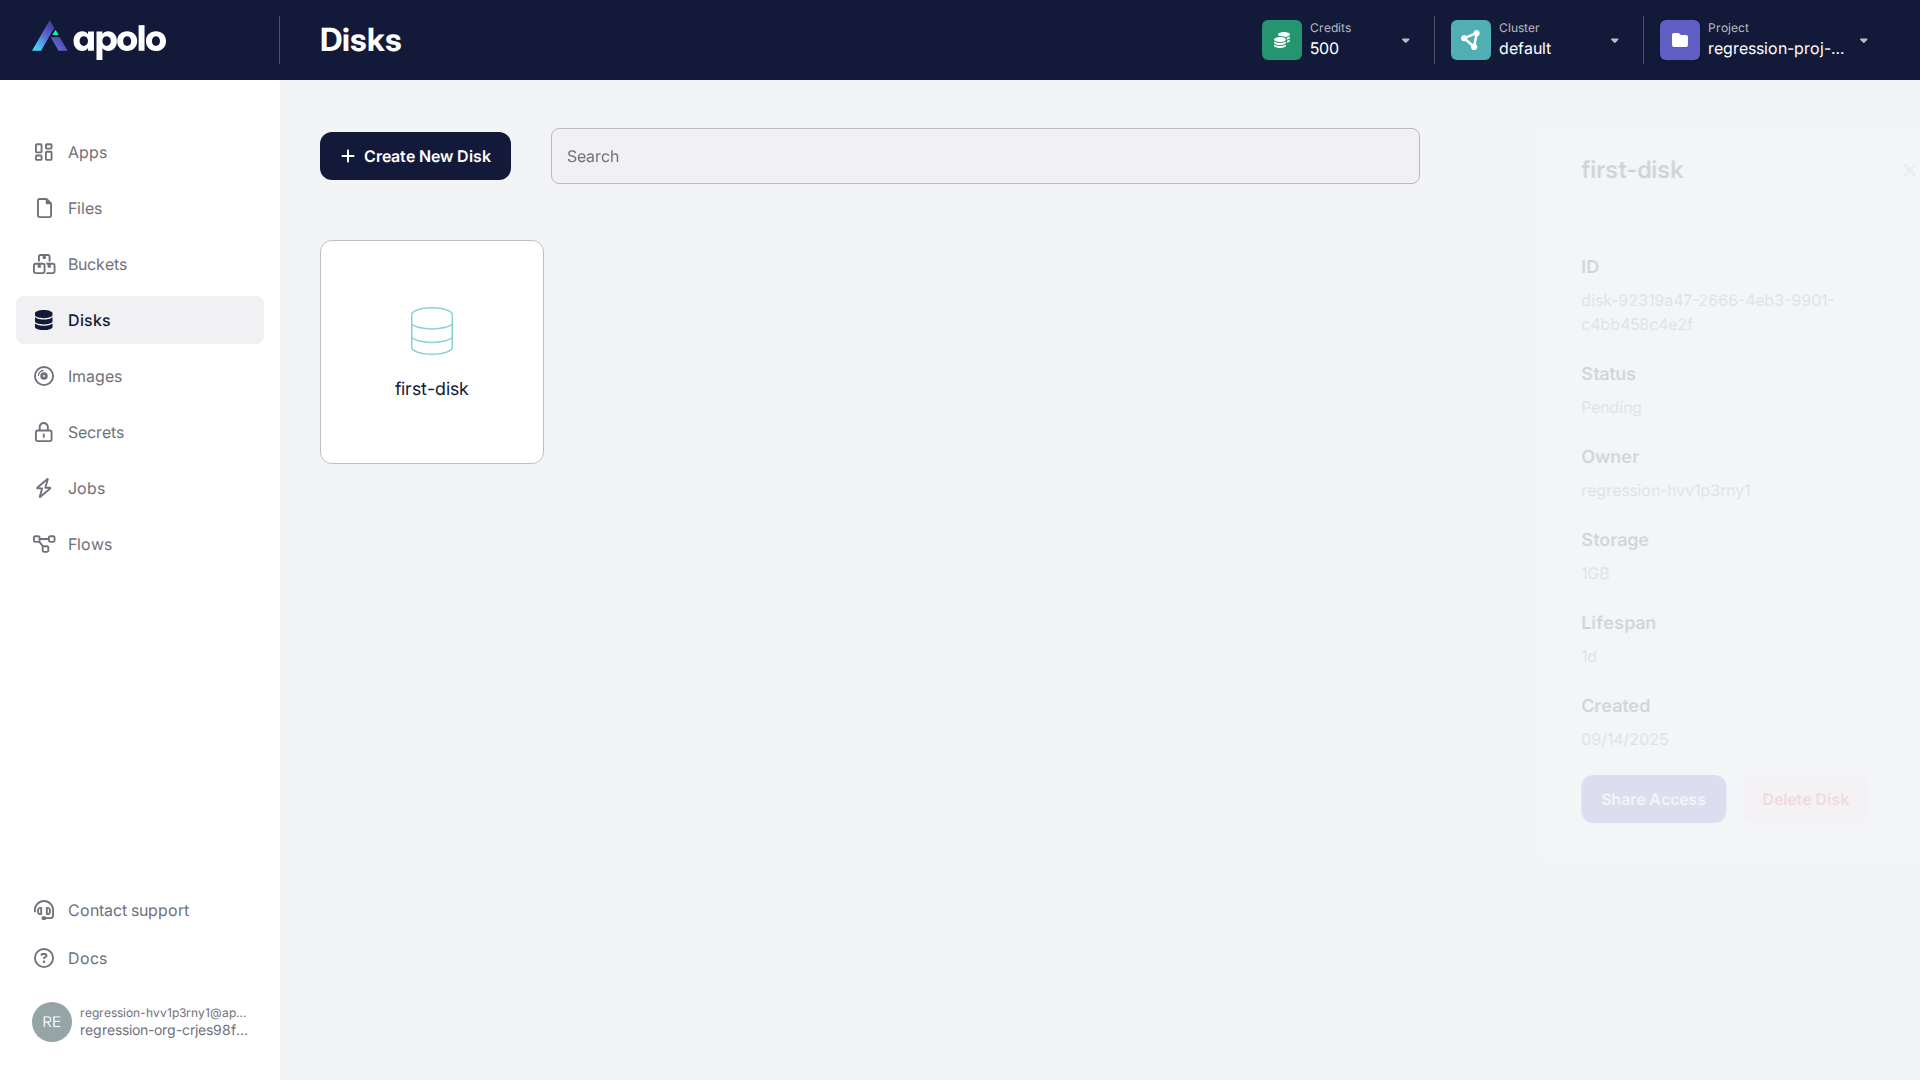 apolo
Disks
Credits
500
Cluster
default
Project
regression-proj-...
Apps
Files
Buckets
Disks
Images
Secrets
Jobs
Flows
Contact support
Docs
RE
regression-hvv1p3rny1@ap...
regression-org-crjes98f...
Create New Disk
Search
first-disk
first-disk
ID
disk-92319a47-2666-4eb3-9901-
c4bb458c4e2f
Status
Pending
Owner
regression-hvv1p3rny1
Storage
1GB
Lifespan
1d
Created
09/14/2025
Share Access
Delete Disk